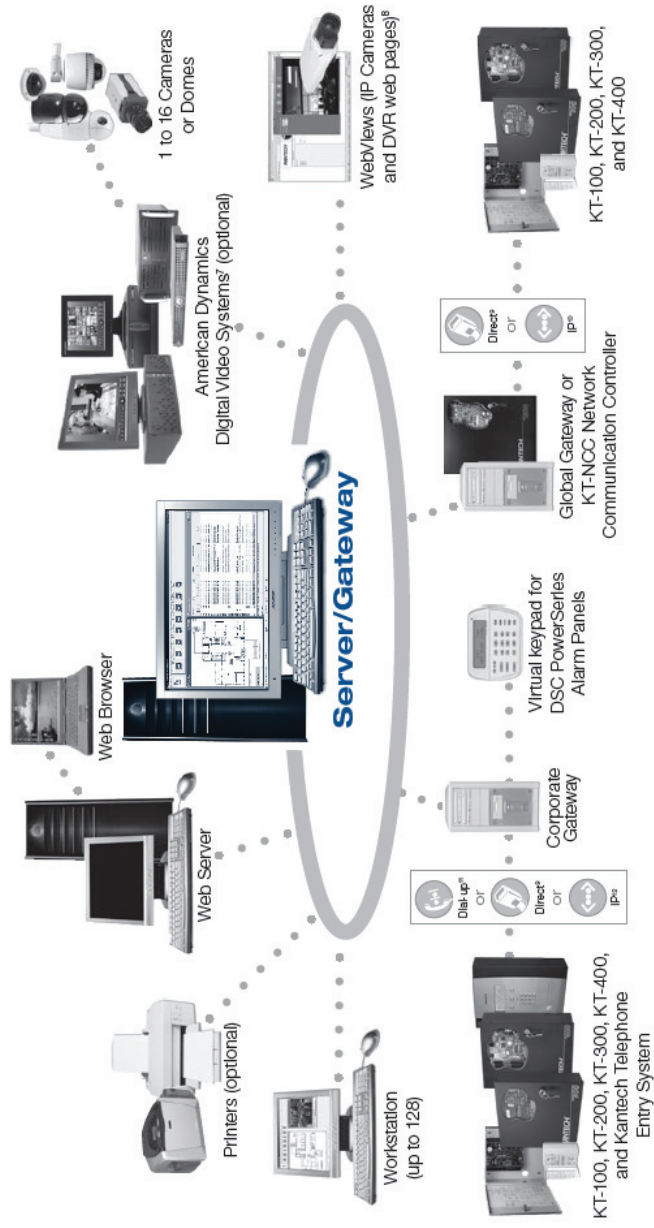 1 to 16 Cameras
or Domes
American Dynamics
Digital Video Systems⁷ (optional)
WebViews (IP Cameras
and DVR web pages)⁸
Web Browser
Web Server
Printers (optional)
Workstation
(up to 128)
Server/Gateway
KT-100, KT-200, KT-300, KT-400,
and Kantech Telephone
Entry System
Dial-up¹¹
or
Direct⁹
or
IP¹²
Corporate
Gateway
Virtual Keypad for
DSC PowerSeries
Alarm Panels
Global Gateway or
KT-NCC Network
Communication Controller
Direct⁹
or
IP¹⁰
KT-100, KT-200, KT-300,
and KT-400